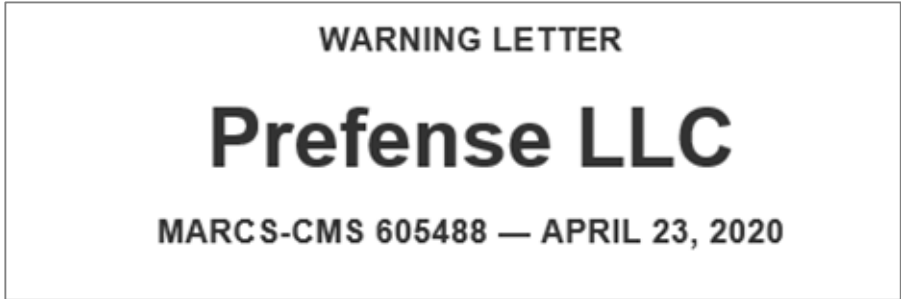 WARNING LETTER
Prefense LLC
MARCS-CMS 605488 — APRIL 23, 2020